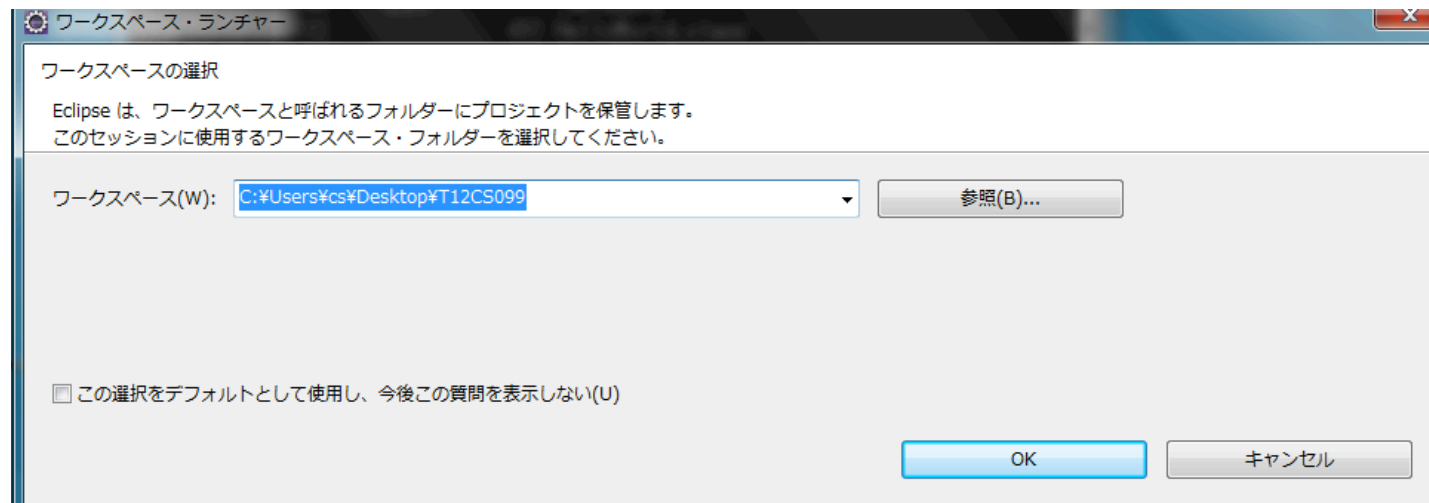 ワークスペース・ランチャー
ワークスペースの選択
Eclipse は、ワークスペースと呼ばれるフォルダーにプロジェクトを保管します。
このセッションに使用するワークスペース・フォルダーを選択してください。
ワークスペース(W): C:¥Users¥cs¥Desktop¥T12CS099 参照(B)...
この選択をデフォルトとして使用し、今後この質問を表示しない(U)
OK キャンセル